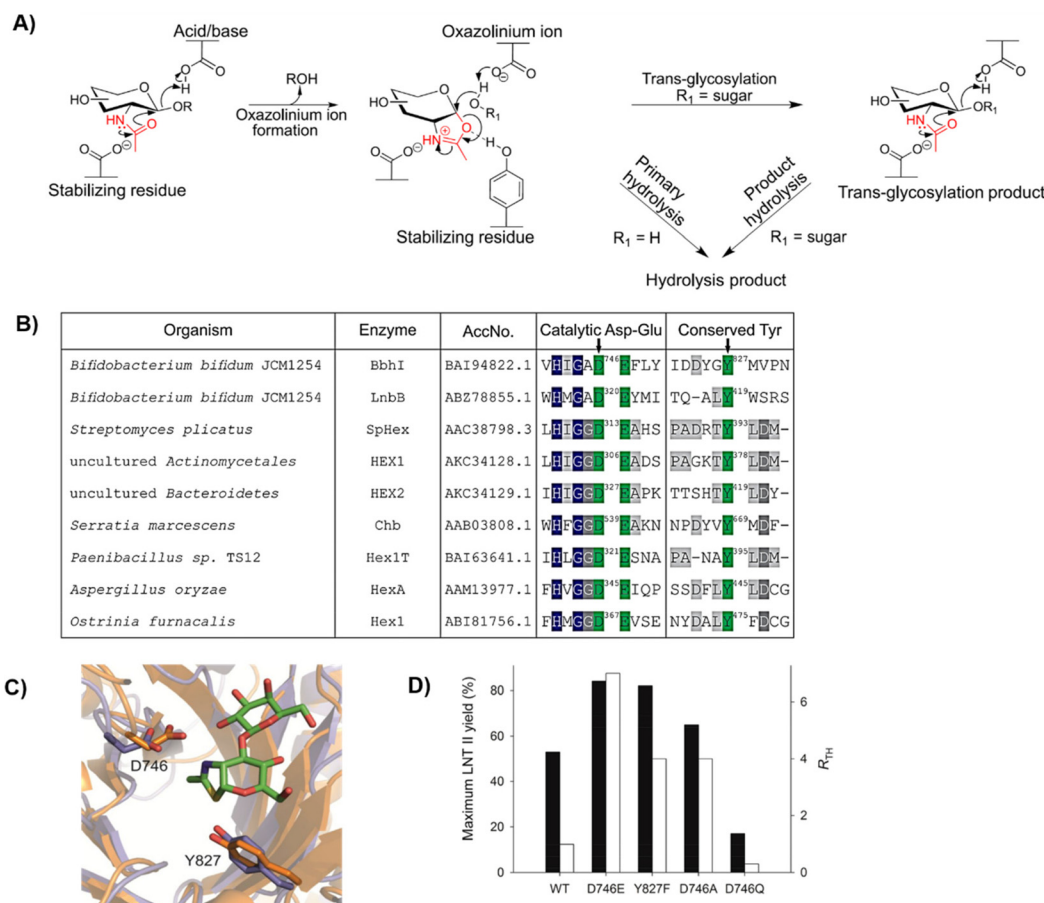 A)
Acid/base
H
O
O
O
HO
OR
HN
O
O
O
Stabilizing residue
ROH
Oxazolinium ion
formation
Oxazolinium ion
O
O
H
O
R1
O
HO
O
HN
H
O
O
O
Stabilizing residue
Trans-glycosylation
R1 = sugar
Primary
hydrolysis
R1 = H
Product
hydrolysis
R1 = sugar
Hydrolysis product
H
O
O
O
HO
OR1
HN
O
O
O
Trans-glycosylation product
B)
Organism Enzyme AccNo. Catalytic Asp-Glu Conserved Tyr
Bifidobacterium bifidum JCM1254 BbhI BAI94822.1 VHIGAD746EFLY IDDYGY827MVPN
Bifidobacterium bifidum JCM1254 LnbB ABZ78855.1 WHMGAD320EYMI TQ-ALY419WSRS
Streptomyces plicatus SpHex AAC38798.3 LHIGGD313EAHS PADRTY393LDM-
uncultured Actinomycetales HEX1 AKC34128.1 LHIGGD306EADS PAGKTY378LDM-
uncultured Bacteroidetes HEX2 AKC34129.1 IHIGGD327EAPK TTSHTY419LDY-
Serratia marcescens Chb AAB03808.1 WHFGGD539EAKN NPDYVY669MDF-
Paenibacillus sp. TS12 Hex1T BAI63641.1 IHLGGD321ESNA PA-NAY395LDM-
Aspergillus oryzae HexA AAM13977.1 FHVGGD345FIQP SSDFLY445LDCG
Ostrinia furnacalis Hex1 ABI81756.1 FHMGGD367EVSE NYDALY475FDCG
C)
D746
Y827
D)
Maximum LNT II yield (%)
80
60
40
20
0
RTH
6
4
2
0
WT D746E Y827F D746A D746Q